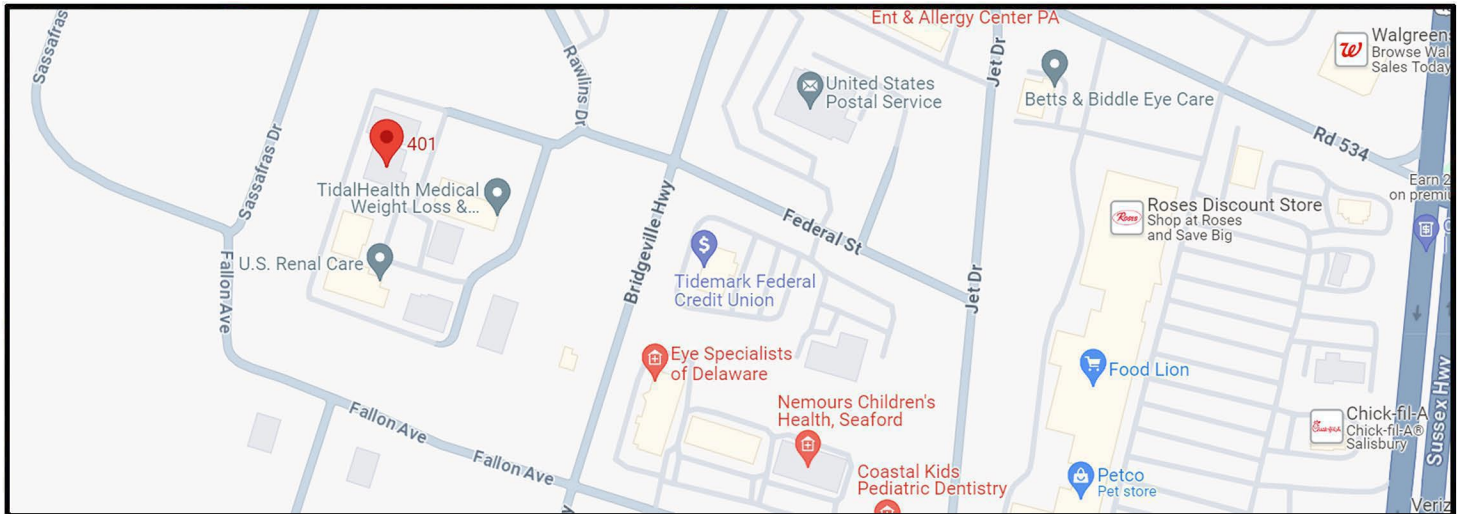 Sassafras
Ent & Allergy Center PA
Rawlins Dr
Jet Dr
Walgreens
Browse Wal
Sales Today
United States
Postal Service
Betts & Biddle Eye Care
Rd 534
401
Sassafras Dr
TidalHealth Medical
Weight Loss &...
Earn 2
on premiu
Roses
Roses Discount Store
Shop at Roses
and Save Big
Bridgeville Hwy
Federal St
U.S. Renal Care
Fallon Ave
$
Tidemark Federal
Credit Union
Jet Dr
Eye Specialists
of Delaware
Food Lion
Sussex Hwy
Nemours Children's
Health, Seaford
Fallon Ave
Chick-fil-A
Chick-fil-A®
Salisbury
Fallon Ave
Coastal Kids
Pediatric Dentistry
Petco
Pet store
Veriz